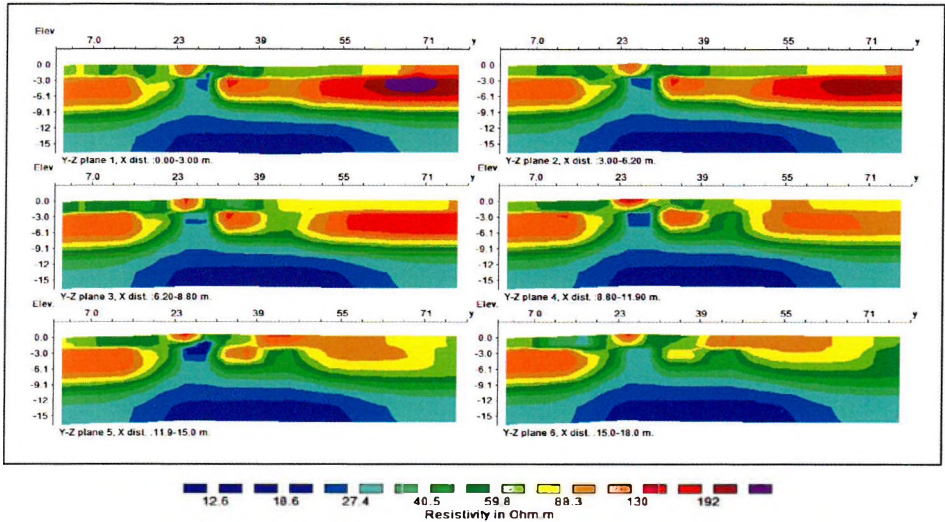 Elev 7.0 23 39 55 71 y
0.0
-3.0
-6.1
-9.1
-12
-15
Y-Z plane 1, X dist. :0.00-3.00 m.
Elev 7.0 23 39 55 71 y
0.0
-3.0
-6.1
-9.1
-12
-15
Y-Z plane 2, X dist. :3.00-6.20 m.
Elev 7.0 23 39 55 71 y
0.0
-3.0
-6.1
-9.1
-12
-15
Y-Z plane 3, X dist. :6.20-8.80 m.
Elev 7.0 23 39 55 71 y
0.0
-3.0
-6.1
-9.1
-12
-15
Y-Z plane 4, X dist. :8.80-11.90 m.
Elev. 7.0 23 39 55 71 y
0.0
-3.0
-6.1
-9.1
-12
-15
Y-Z plane 5, X dist. :11.9-15.0 m.
Elev. 7.0 23 39 55 71 y
0.0
-3.0
-6.1
-9.1
-12
-15
Y-Z plane 6, X dist. :15.0-18.0 m.
12.6 18.6 27.4 40.5 59.8 88.3 130 192
Resistivity in Ohm.m